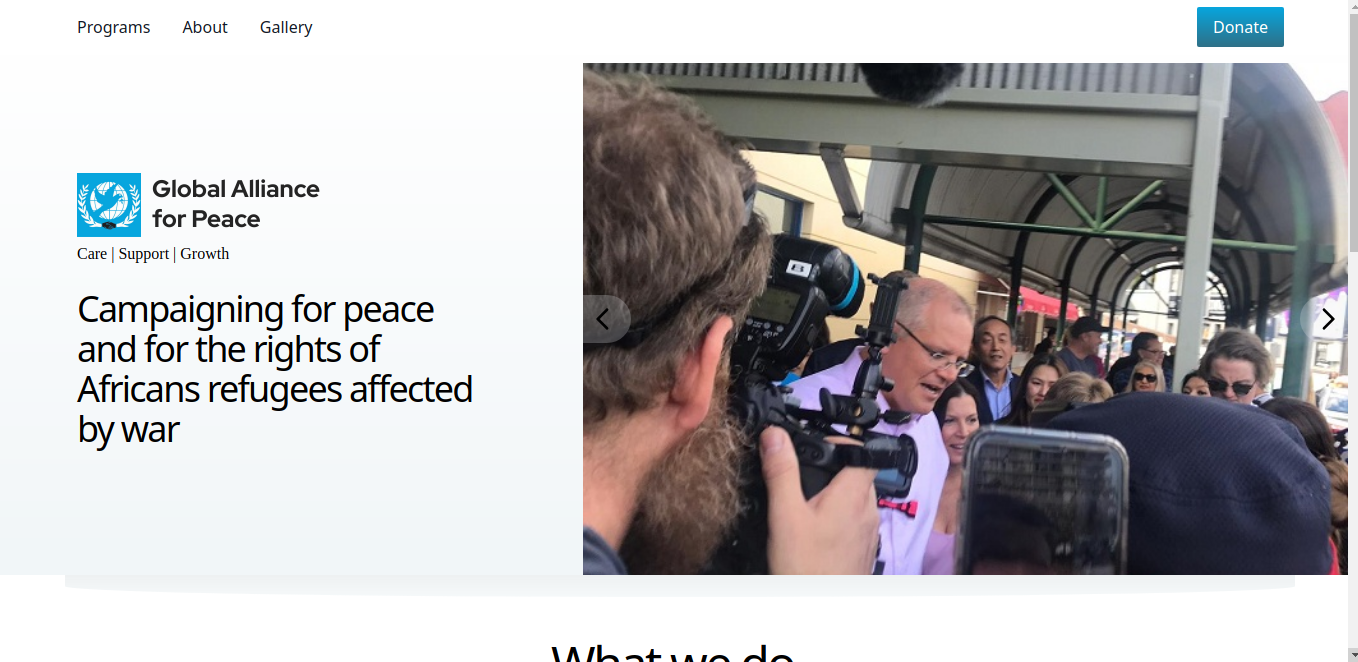 Programs About Gallery Donate
Global Alliance
for Peace
Care | Support | Growth
Campaigning for peace
and for the rights of
Africans refugees affected
by war
What we do